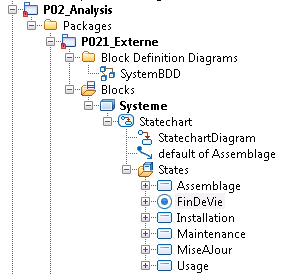 P02_Analysis
Packages
P021_Externe
Block Definition Diagrams
SystemBDD
Blocks
Systeme
Statechart
StatechartDiagram
default of Assemblage
States
Assemblage
FinDeVie
Installation
Maintenance
MiseAJour
Usage